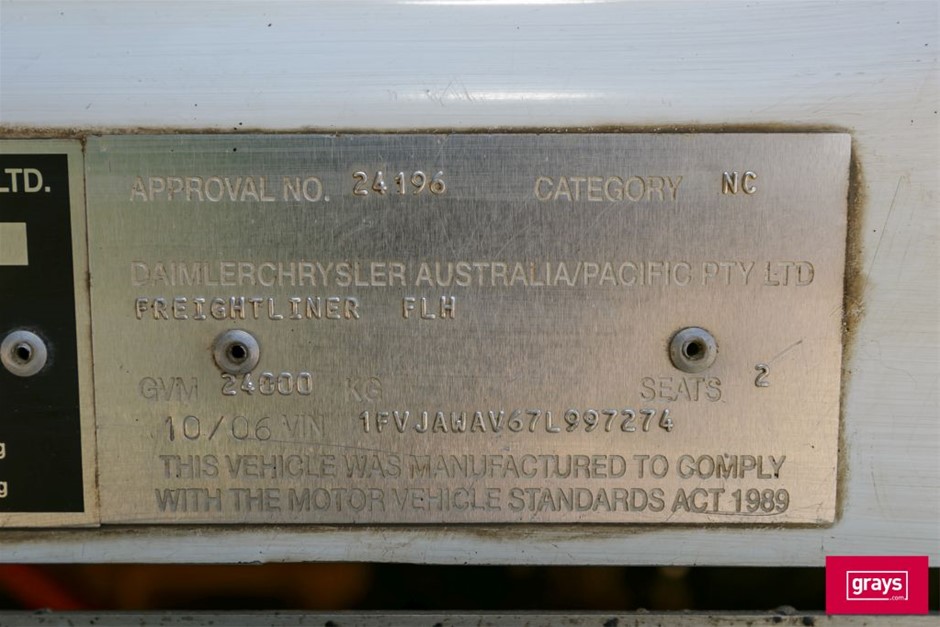 LTD.
APPROVAL NO. 24196 CATEGORY NC
DAIMLERCHRYSLER AUSTRALIA/PACIFIC PTY LTD
FREIGHTLINER FLH
GVM 24000 KG SEATS 2
10/06 VIN 1FVJAWAV67L997274
THIS VEHICLE WAS MANUFACTURED TO COMPLY
WITH THE MOTOR VEHICLE STANDARDS ACT 1989
g
g
grays
.com